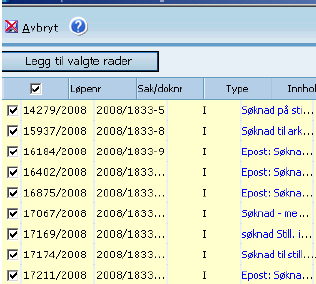 Avbryt
Legg til valgte rader
Løpenr Sak/doknr Type Innhol
14279/2008 2008/1833-5 I Søknad på sti...
15937/2008 2008/1833-8 I Søknad til ark...
16184/2008 2008/1833-9 I Epost: Søkna...
16402/2008 2008/1833... I Epost: Søkna...
16875/2008 2008/1833... I Epost: Søkna...
17067/2008 2008/1833... I Søknad - me...
17169/2008 2008/1833... I søknad Still. i...
17174/2008 2008/1833... I Søknad til still...
17211/2008 2008/1833... I Epost: Søkna...